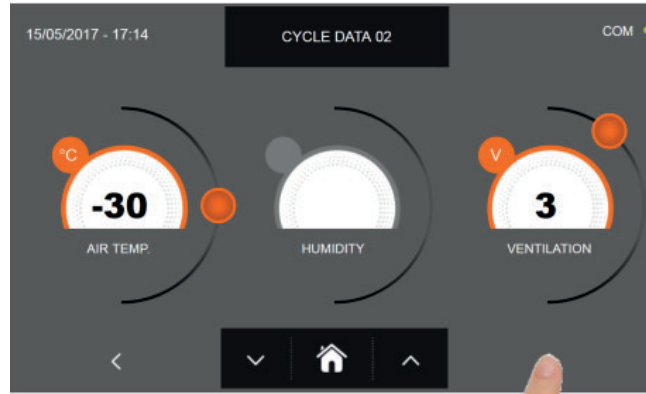 15/05/2017 - 17:14
CYCLE DATA 02
COM
°C
-30
AIR TEMP.
HUMIDITY
V
3
VENTILATION